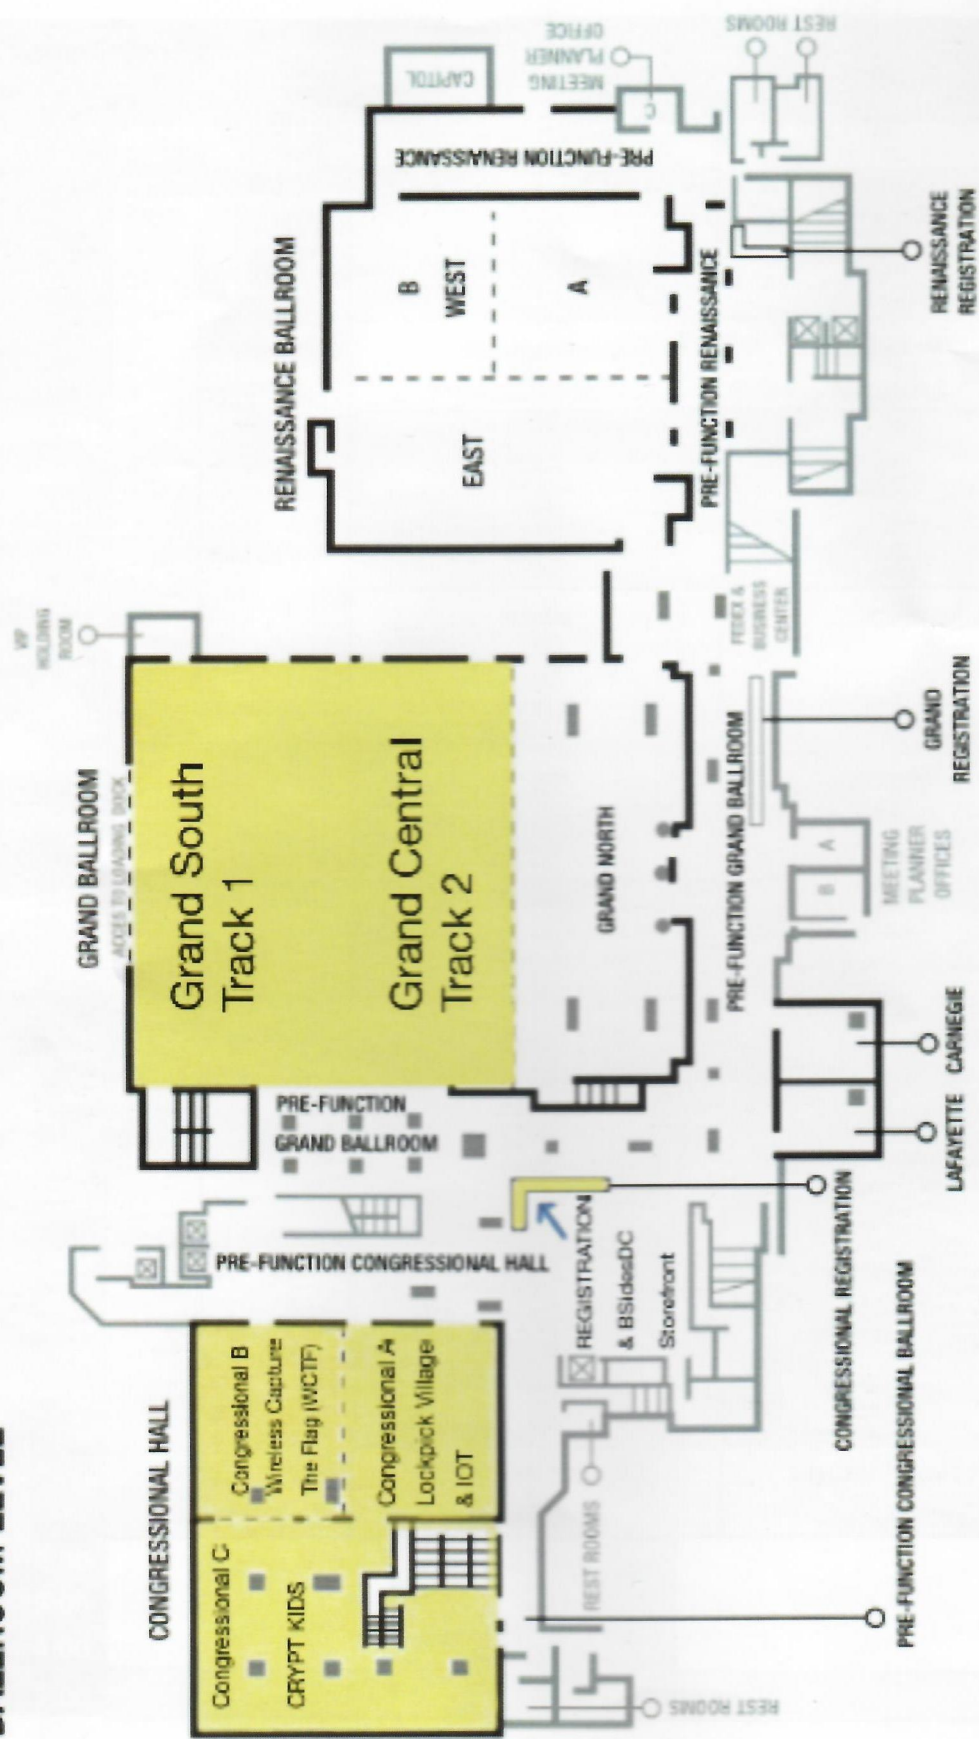 BALLROOM LEVEL
CONGRESSIONAL HALL
Congressional C
CRYPT KIDS
Congressional B
Wireless Capture
The Flag (WCTF)
Congressional A
Lockpick Village
& IOT
PRE-FUNCTION CONGRESSIONAL HALL
REST ROOMS
REST ROOMS
REGISTRATION
& BSidesDC
Storefront
PRE-FUNCTION CONGRESSIONAL BALLROOM
CONGRESSIONAL REGISTRATION
GRAND BALLROOM
ACCES TO LOADING DOCK
Grand South
Track 1
Grand Central
Track 2
GRAND NORTH
PRE-FUNCTION
GRAND BALLROOM
PRE-FUNCTION GRAND BALLROOM
LAFAYETTE
CARNEGIE
B
A
MEETING
PLANNER
OFFICES
GRAND
REGISTRATION
VIP
HOLDING
ROOM
FEDEX &
BUSINESS
CENTER
RENAISSANCE BALLROOM
EAST
B
WEST
A
PRE-FUNCTION RENAISSANCE
PRE-FUNCTION RENAISSANCE
CAPITOL
MEETING
PLANNER
OFFICE
C
REST ROOMS
RENAISSANCE
REGISTRATION